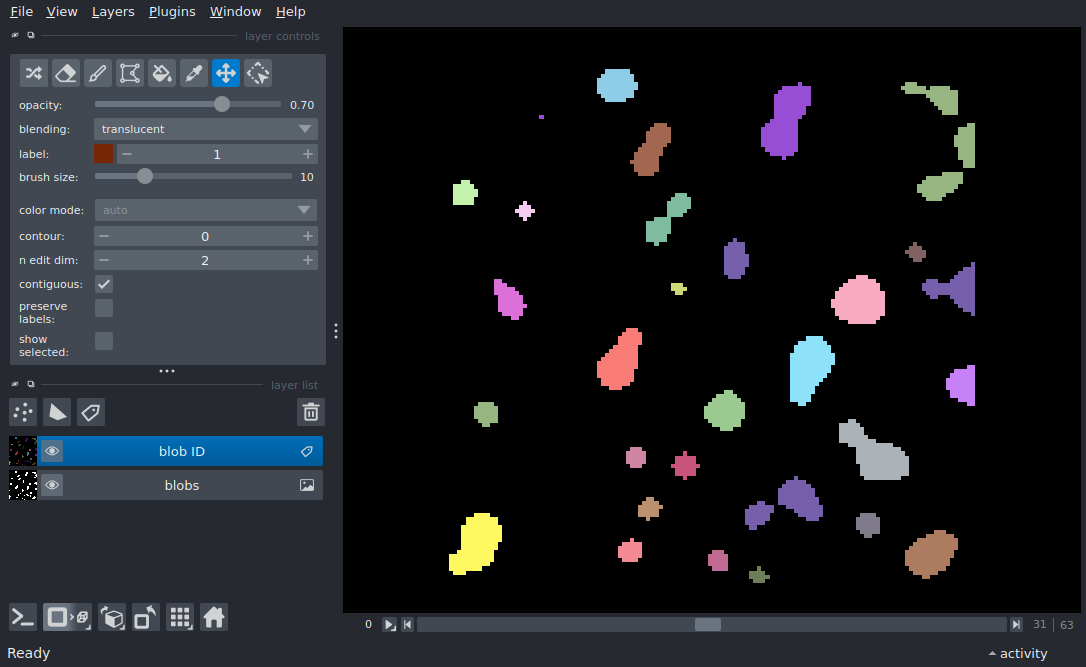 File View Layers Plugins Window Help
layer controls
opacity: 0.70
blending: translucent
label: 1
brush size: 10
color mode: auto
contour: 0
n edit dim: 2
contiguous:
preserve
labels:
show
selected:
layer list
blob ID
blobs
0 31 63
Ready activity